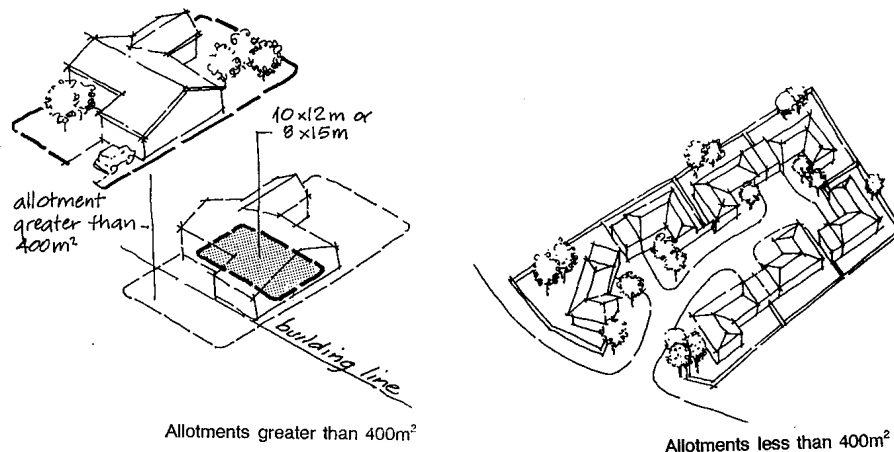 10x12m or
8x15m
allotment
greater than
400m²
building line
Allotments greater than 400m²
Allotments less than 400m²